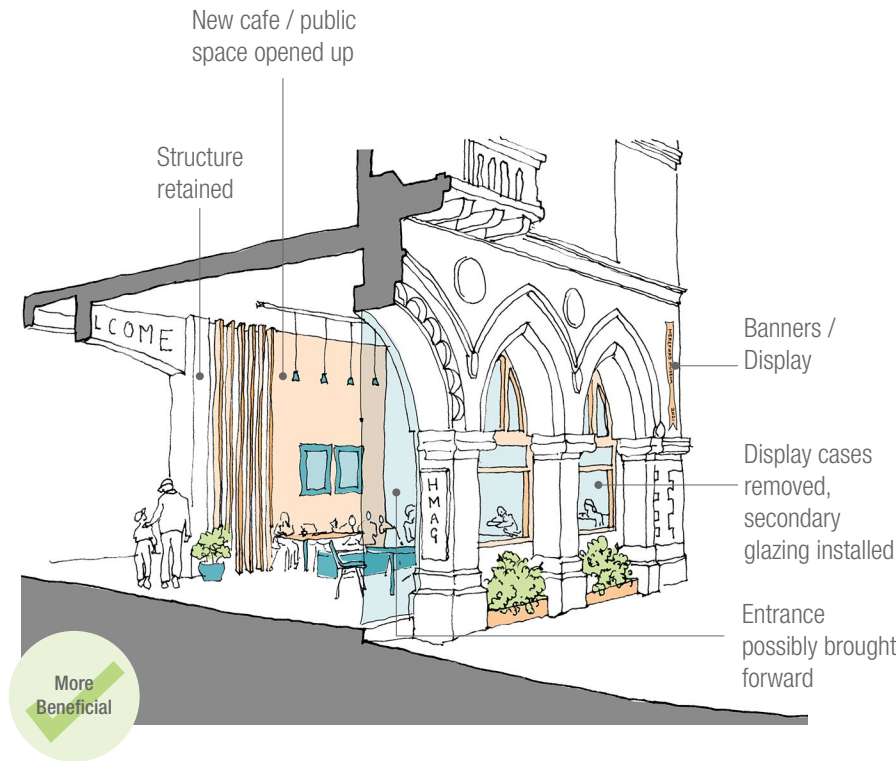 New cafe / public
space opened up
Structure
retained
LCOME
Banners /
Display
HMAG
Display cases
removed,
secondary
glazing installed
Entrance
possibly brought
forward
More
Beneficial